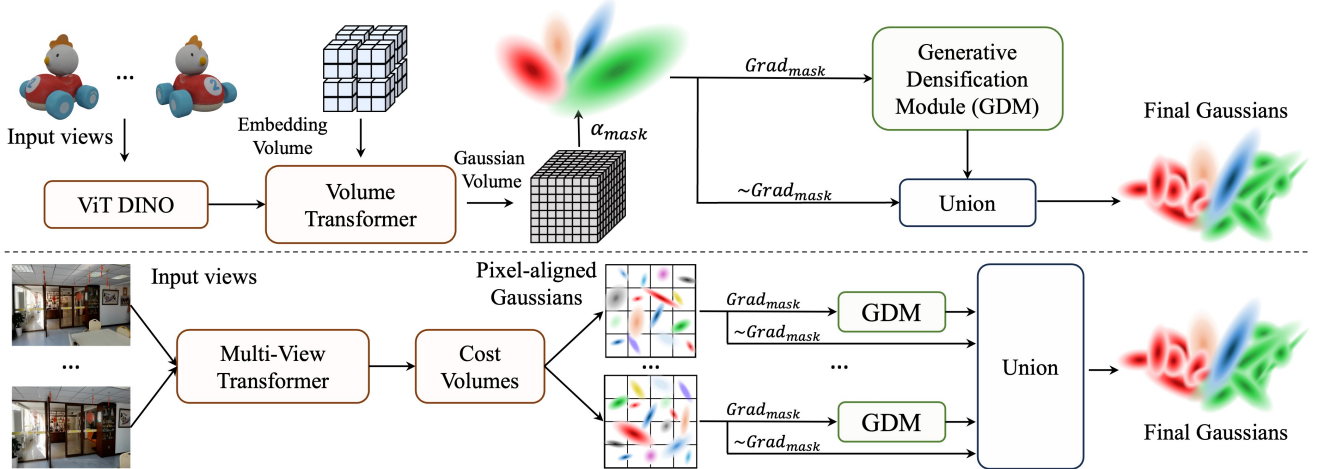 ...
Input views
ViT DINO
Embedding
Volume
Volume
Transformer
Gaussian
Volume
α_mask
Grad_mask
~Grad_mask
Generative
Densification
Module (GDM)
Union
Final Gaussians
Input views
...
Multi-View
Transformer
Cost
Volumes
Pixel-aligned
Gaussians
...
Grad_mask
~Grad_mask
GDM
...
Grad_mask
~Grad_mask
GDM
Union
Final Gaussians